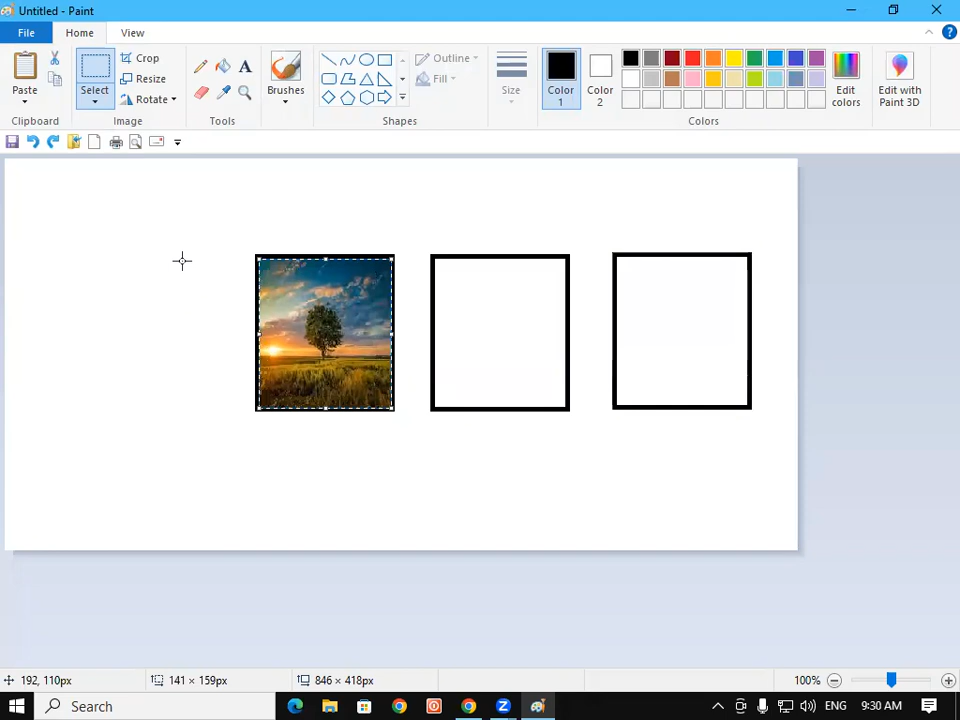 Untitled - Paint
File
Home
View
Paste
Select
Crop
Resize
Rotate
Brushes
Outline
Fill
Size
Color
1
Color
2
Edit
colors
Edit with
Paint 3D
Clipboard
Image
Tools
Shapes
Colors
192, 110px
141 × 159px
846 × 418px
100%
Search
ENG
9:30 AM